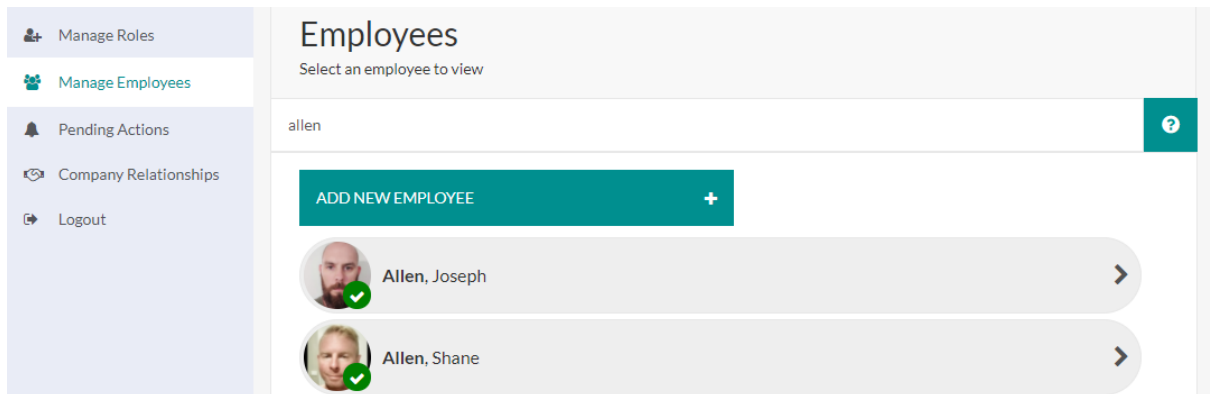 Manage Roles
Manage Employees
Pending Actions
Company Relationships
Logout
Employees
Select an employee to view
allen
ADD NEW EMPLOYEE
Allen, Joseph
Allen, Shane